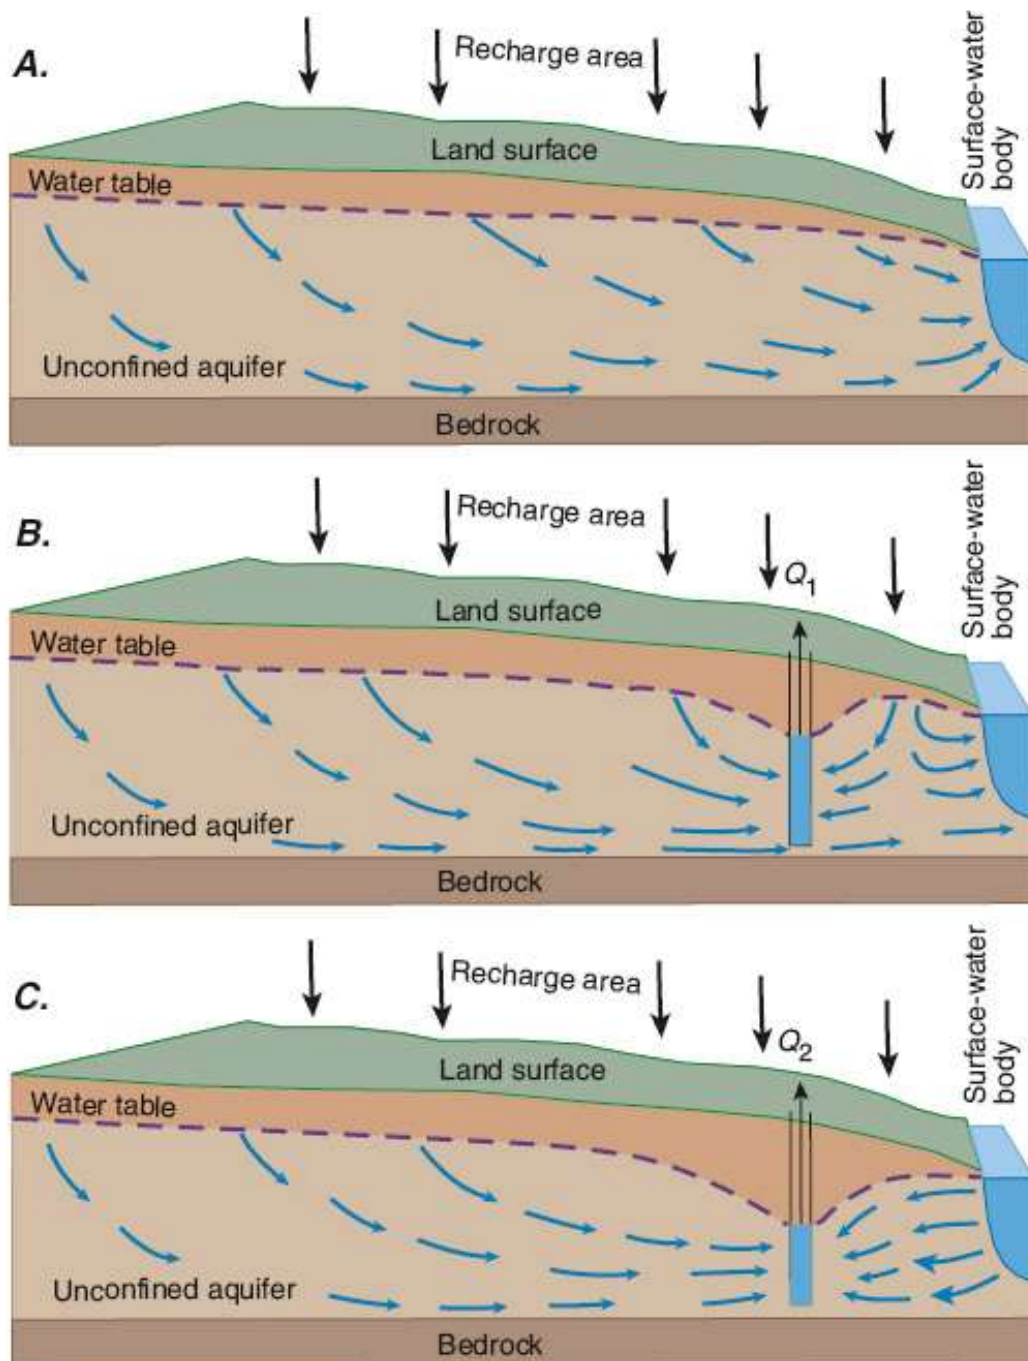 A.
Recharge area
Surface-water
body
Land surface
Water table
Unconfined aquifer
Bedrock
B.
Recharge area
Surface-water
body
Q1
Land surface
Water table
Unconfined aquifer
Bedrock
C.
Recharge area
Surface-water
body
Q2
Land surface
Water table
Unconfined aquifer
Bedrock